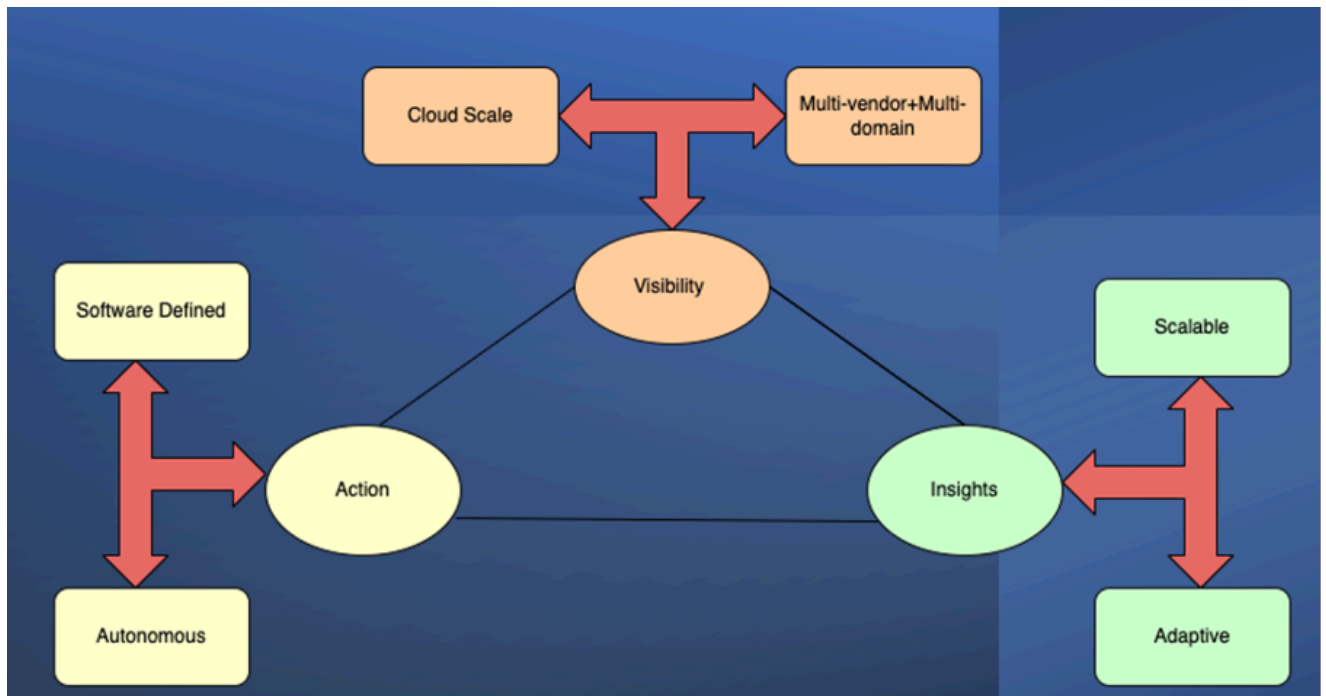 Cloud Scale
Multi-vendor+Multi-
domain
Visibility
Software Defined
Scalable
Action
Insights
Autonomous
Adaptive